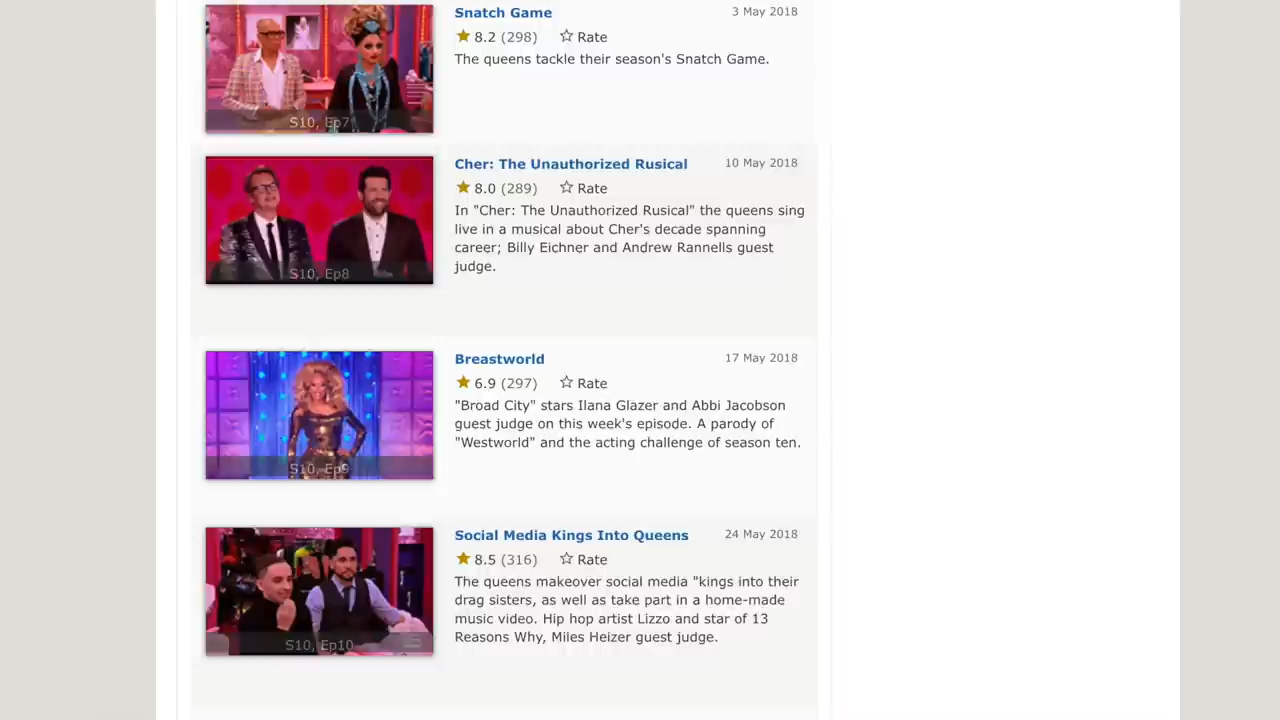 Snatch Game
3 May 2018
8.2 (298) Rate
The queens tackle their season's Snatch Game.
S10, Ep7
Cher: The Unauthorized Rusical
10 May 2018
8.0 (289) Rate
In "Cher: The Unauthorized Rusical" the queens sing
live in a musical about Cher's decade spanning
career; Billy Eichner and Andrew Rannells guest
judge.
S10, Ep8
Breastworld
17 May 2018
6.9 (297) Rate
"Broad City" stars Ilana Glazer and Abbi Jacobson
guest judge on this week's episode. A parody of
"Westworld" and the acting challenge of season ten.
S10, Ep9
Social Media Kings Into Queens
24 May 2018
8.5 (316) Rate
The queens makeover social media "kings into their
drag sisters, as well as take part in a home-made
music video. Hip hop artist Lizzo and star of 13
Reasons Why, Miles Heizer guest judge.
S10, Ep10